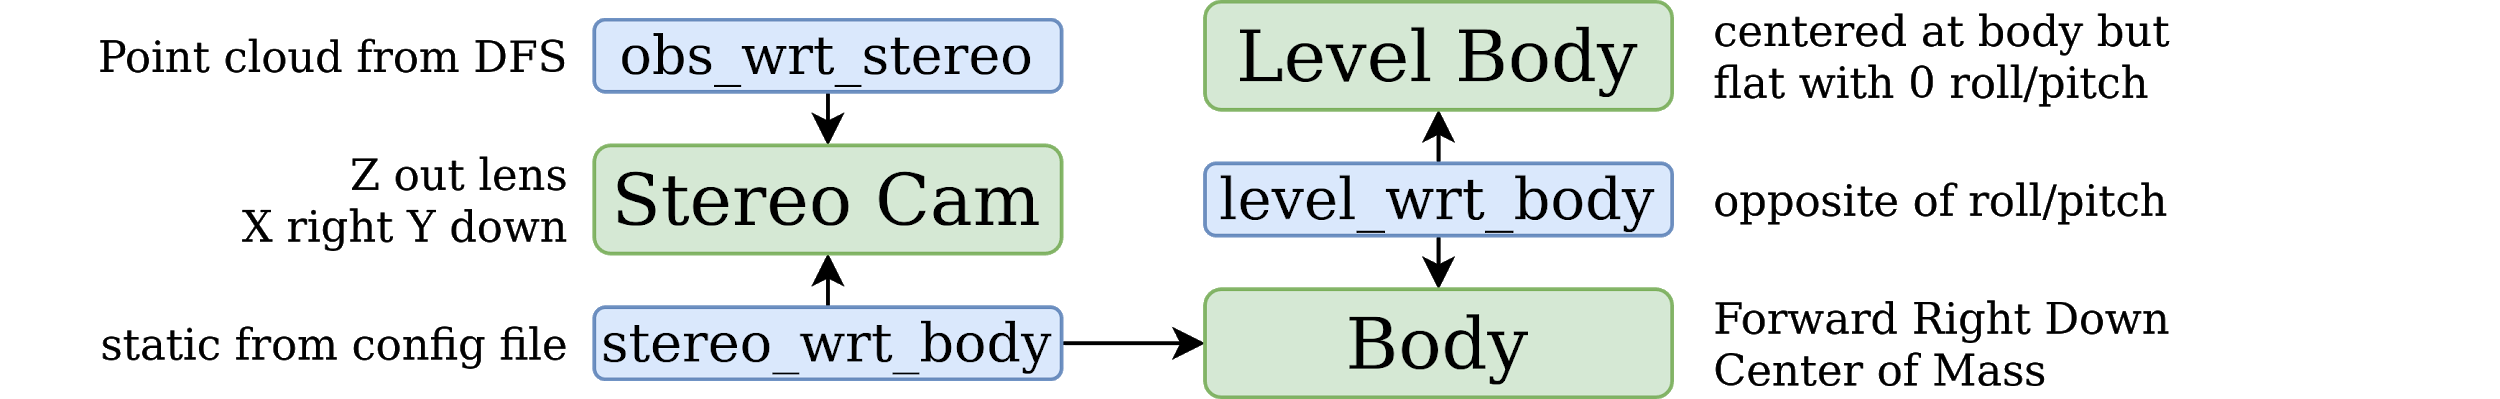 Point cloud from DFS
obs_wrt_stereo
Z out lens
X right Y down
Stereo Cam
static from config file
stereo_wrt_body
Level Body
centered at body but
flat with 0 roll/pitch
level_wrt_body
opposite of roll/pitch
Body
Forward Right Down
Center of Mass